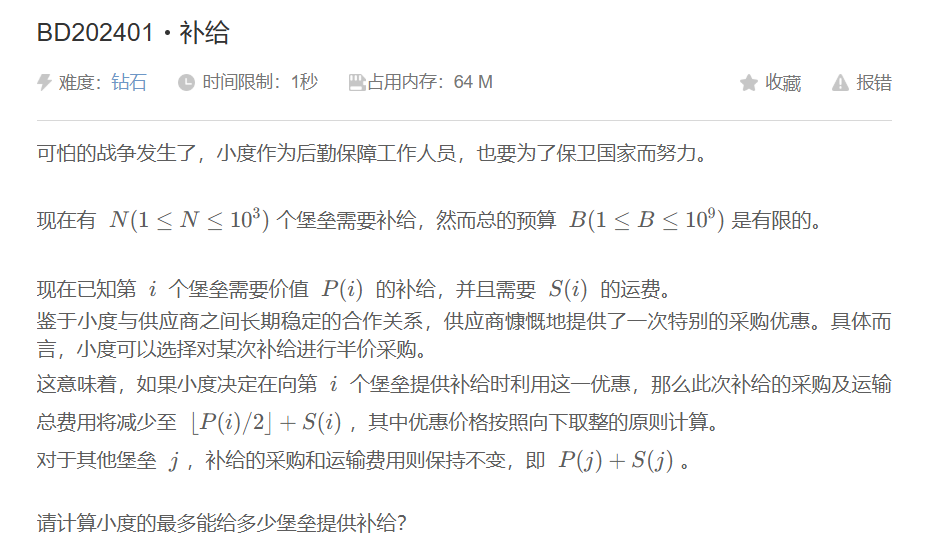 BD202401·补给
难度：钻石 时间限制：1秒 占用内存：64 M 收藏 报错
可怕的战争发生了，小度作为后勤保障工作人员，也要为了保卫国家而努力。
现在有 N(1 ≤ N ≤ 10³) 个堡垒需要补给，然而总的预算 B(1 ≤ B ≤ 10⁹) 是有限的。
现在已知第 i 个堡垒需要价值 P(i) 的补给，并且需要 S(i) 的运费。
鉴于小度与供应商之间长期稳定的合作关系，供应商慷慨地提供了一次特别的采购优惠。具体而
言，小度可以选择对某次补给进行半价采购。
这意味着，如果小度决定在向第 i 个堡垒提供补给时利用这一优惠，那么此次补给的采购及运输
总费用将减少至 ⌊P(i)/2⌋ + S(i) ，其中优惠价格按照向下取整的原则计算。
对于其他堡垒 j ，补给的采购和运输费用则保持不变，即 P(j) + S(j) 。
请计算小度的最多能给多少堡垒提供补给？